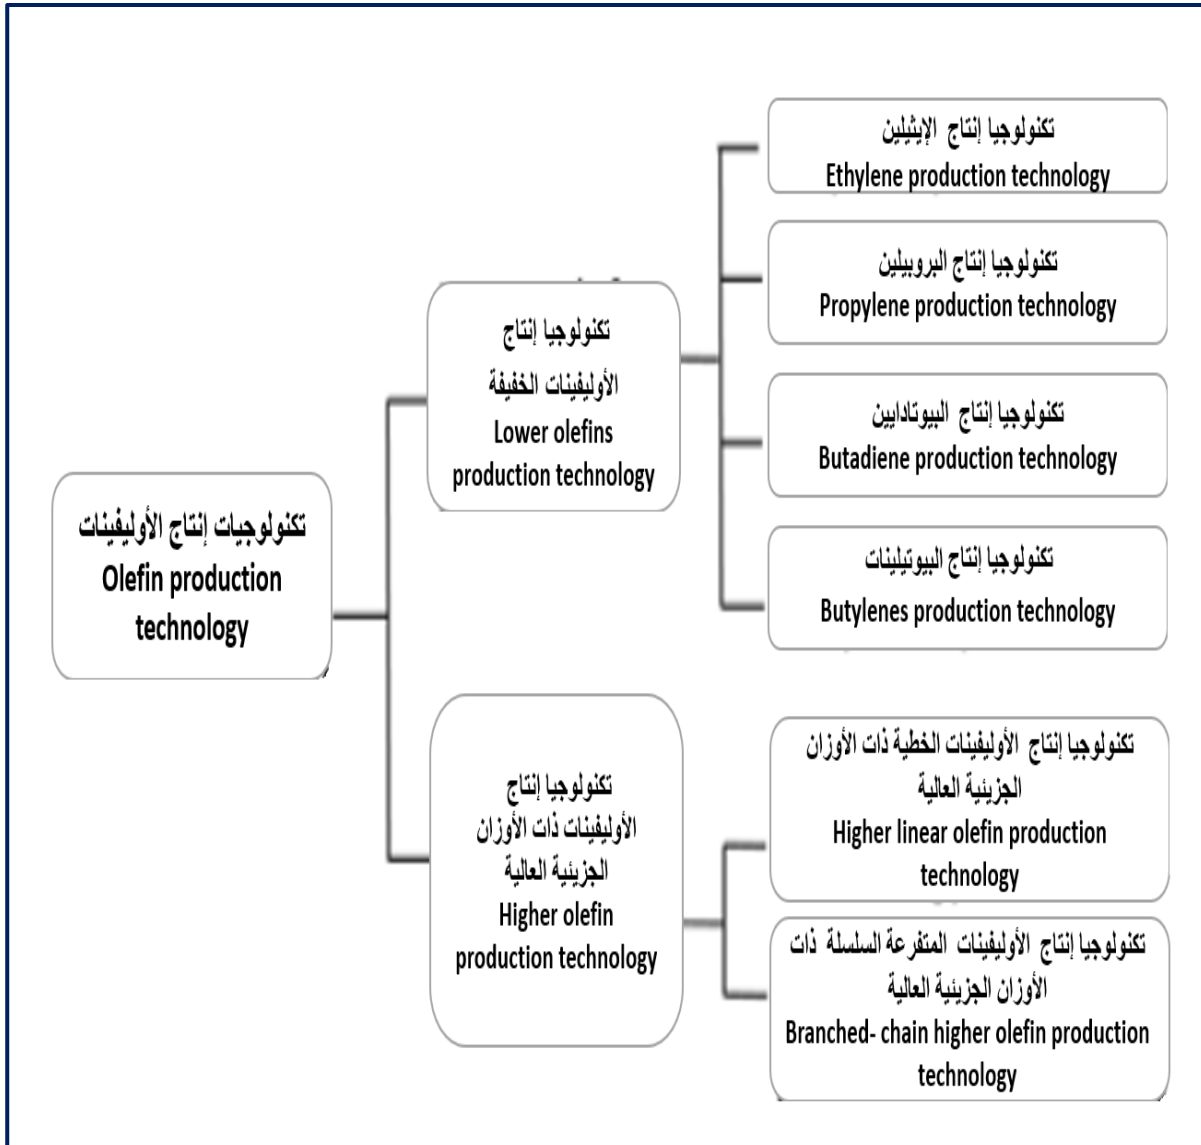 تكنولوجيات إنتاج الأوليفينات
Olefin production
technology
تكنولوجيا إنتاج
الأوليفينات الخفيفة
Lower olefins
production technology
تكنولوجيا إنتاج الإيثيلين
Ethylene production technology
تكنولوجيا إنتاج البروبيلين
Propylene production technology
تكنولوجيا إنتاج البيوتادايين
Butadiene production technology
تكنولوجيا إنتاج البيوتيلينات
Butylenes production technology
تكنولوجيا إنتاج
الأوليفينات ذات الأوزان
الجزيئية العالية
Higher olefin
production technology
تكنولوجيا إنتاج الأوليفينات الخطية ذات الأوزان
الجزيئية العالية
Higher linear olefin production
technology
تكنولوجيا إنتاج الأوليفينات المتفرعة السلسلة ذات
الأوزان الجزيئية العالية
Branched- chain higher olefin production
technology